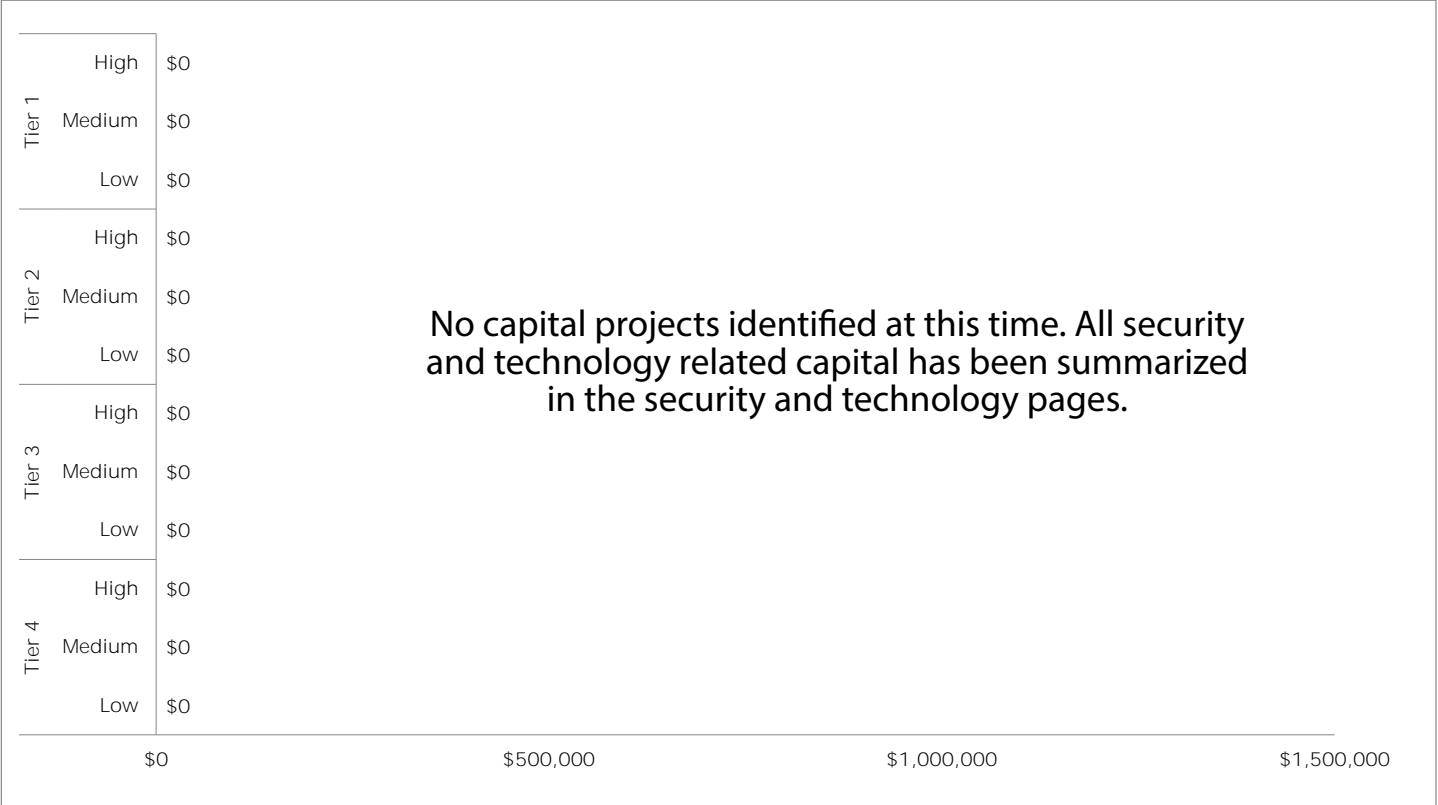 Tier 1
High $0
Medium $0
Low $0
Tier 2
High $0
Medium $0
Low $0
Tier 3
High $0
Medium $0
Low $0
Tier 4
High $0
Medium $0
Low $0
No capital projects identified at this time. All security
and technology related capital has been summarized
in the security and technology pages.
$0 $500,000 $1,000,000 $1,500,000